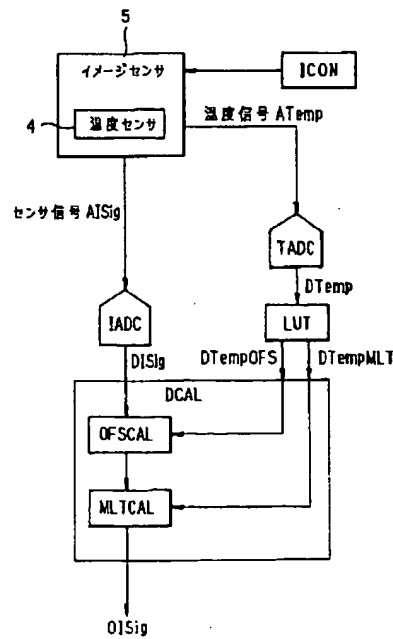 5
イメージセンサ
ICON
4
温度センサ
温度信号 ATemp
センサ信号 AISig
TADC
DTemp
IADC
LUT
DISig
DTempOFS
DTempMLT
DCAL
OFSCAL
MLTCAL
OISig